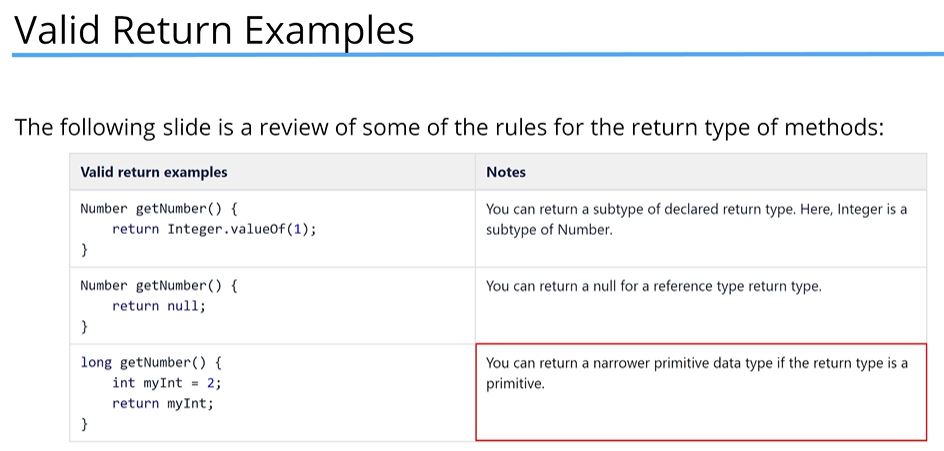 Valid Return Examples
The following slide is a review of some of the rules for the return type of methods:
Valid return examples
Notes
Number getNumber() {
    return Integer.valueOf(1);
}
You can return a subtype of declared return type. Here, Integer is a
subtype of Number.
Number getNumber() {
    return null;
}
You can return a null for a reference type return type.
long getNumber() {
    int myInt = 2;
    return myInt;
}
You can return a narrower primitive data type if the return type is a
primitive.